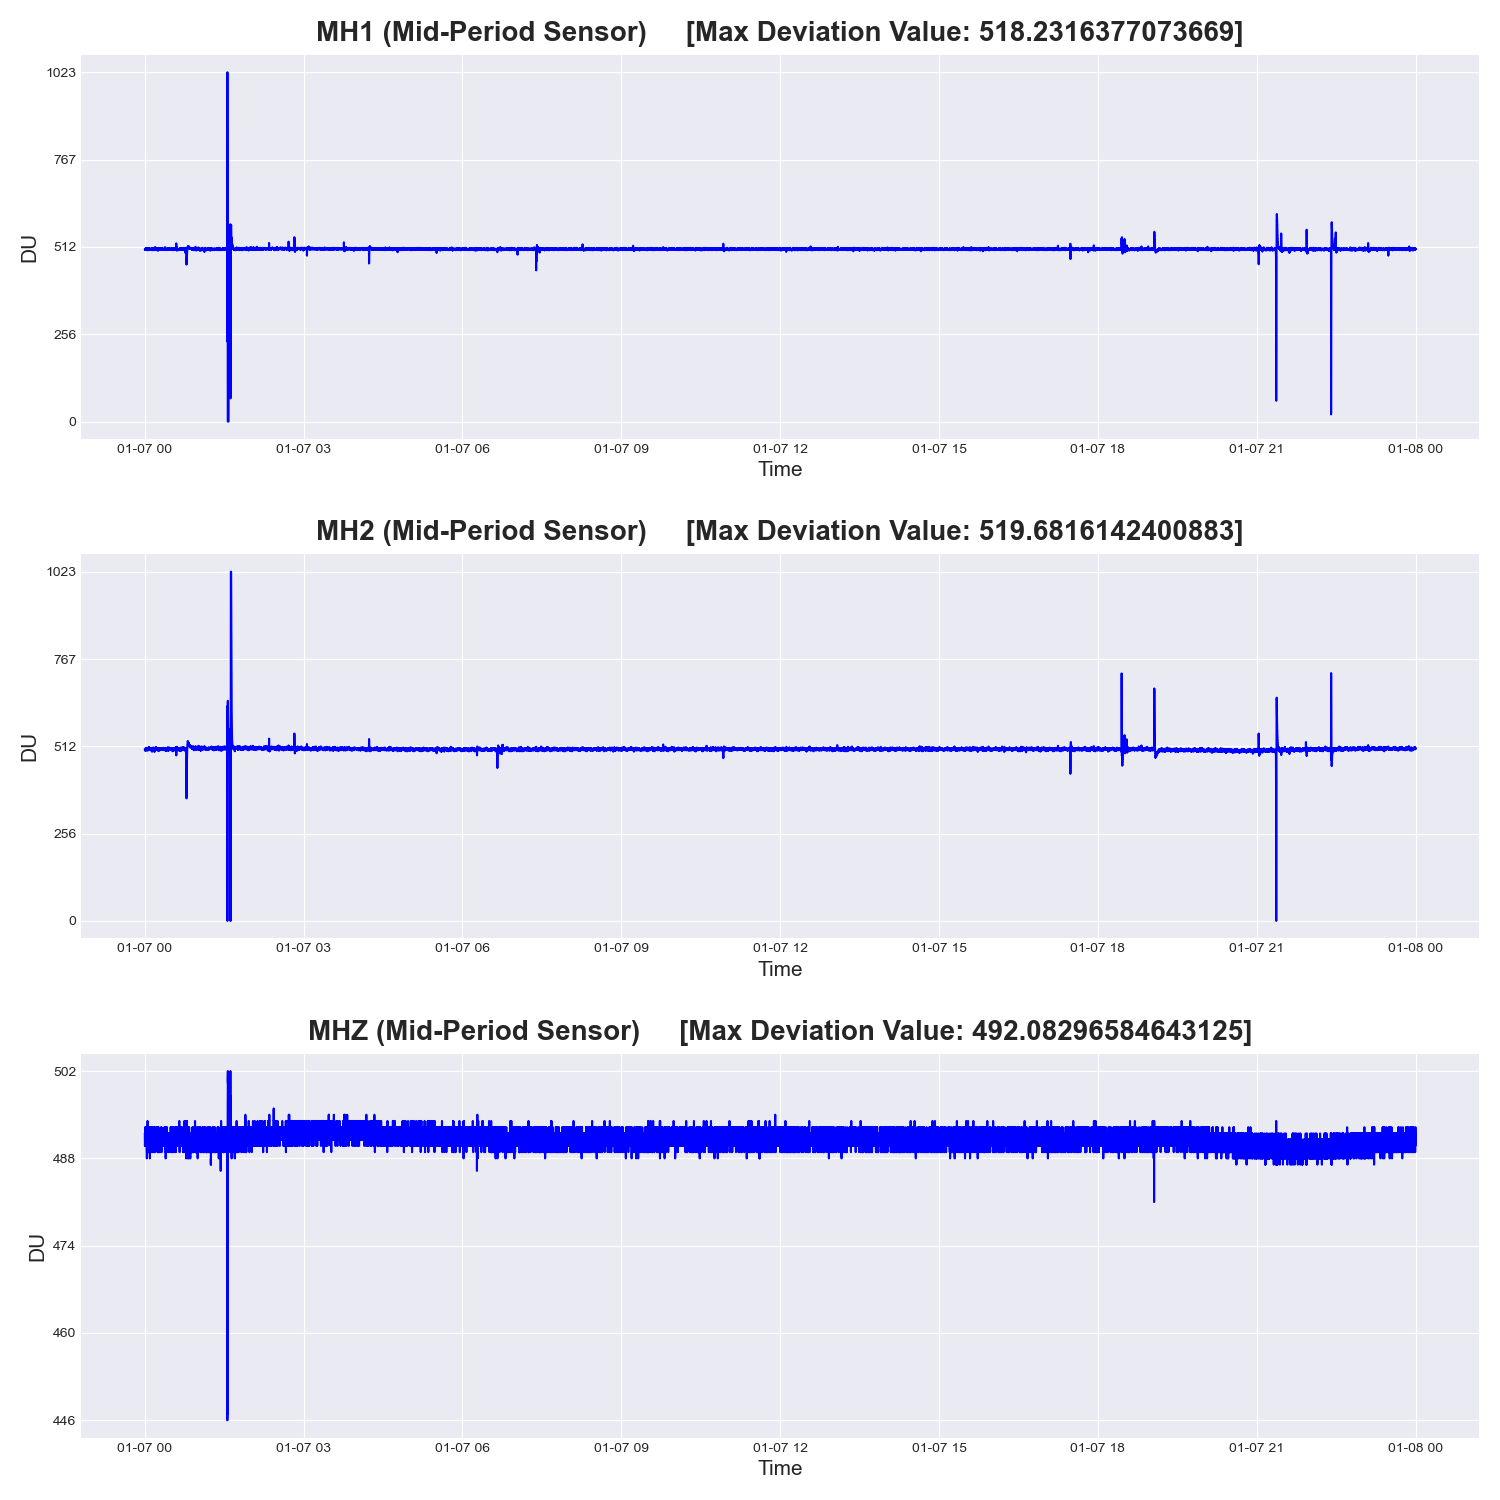 MH1 (Mid-Period Sensor) [Max Deviation Value: 518.2316377073669]
1023
767
512
256
0
DU
01-07 00 01-07 03 01-07 06 01-07 09 01-07 12 01-07 15 01-07 18 01-07 21 01-08 00
Time
MH2 (Mid-Period Sensor) [Max Deviation Value: 519.6816142400883]
1023
767
512
256
0
DU
01-07 00 01-07 03 01-07 06 01-07 09 01-07 12 01-07 15 01-07 18 01-07 21 01-08 00
Time
MHZ (Mid-Period Sensor) [Max Deviation Value: 492.08296584643125]
502
488
474
460
446
DU
01-07 00 01-07 03 01-07 06 01-07 09 01-07 12 01-07 15 01-07 18 01-07 21 01-08 00
Time